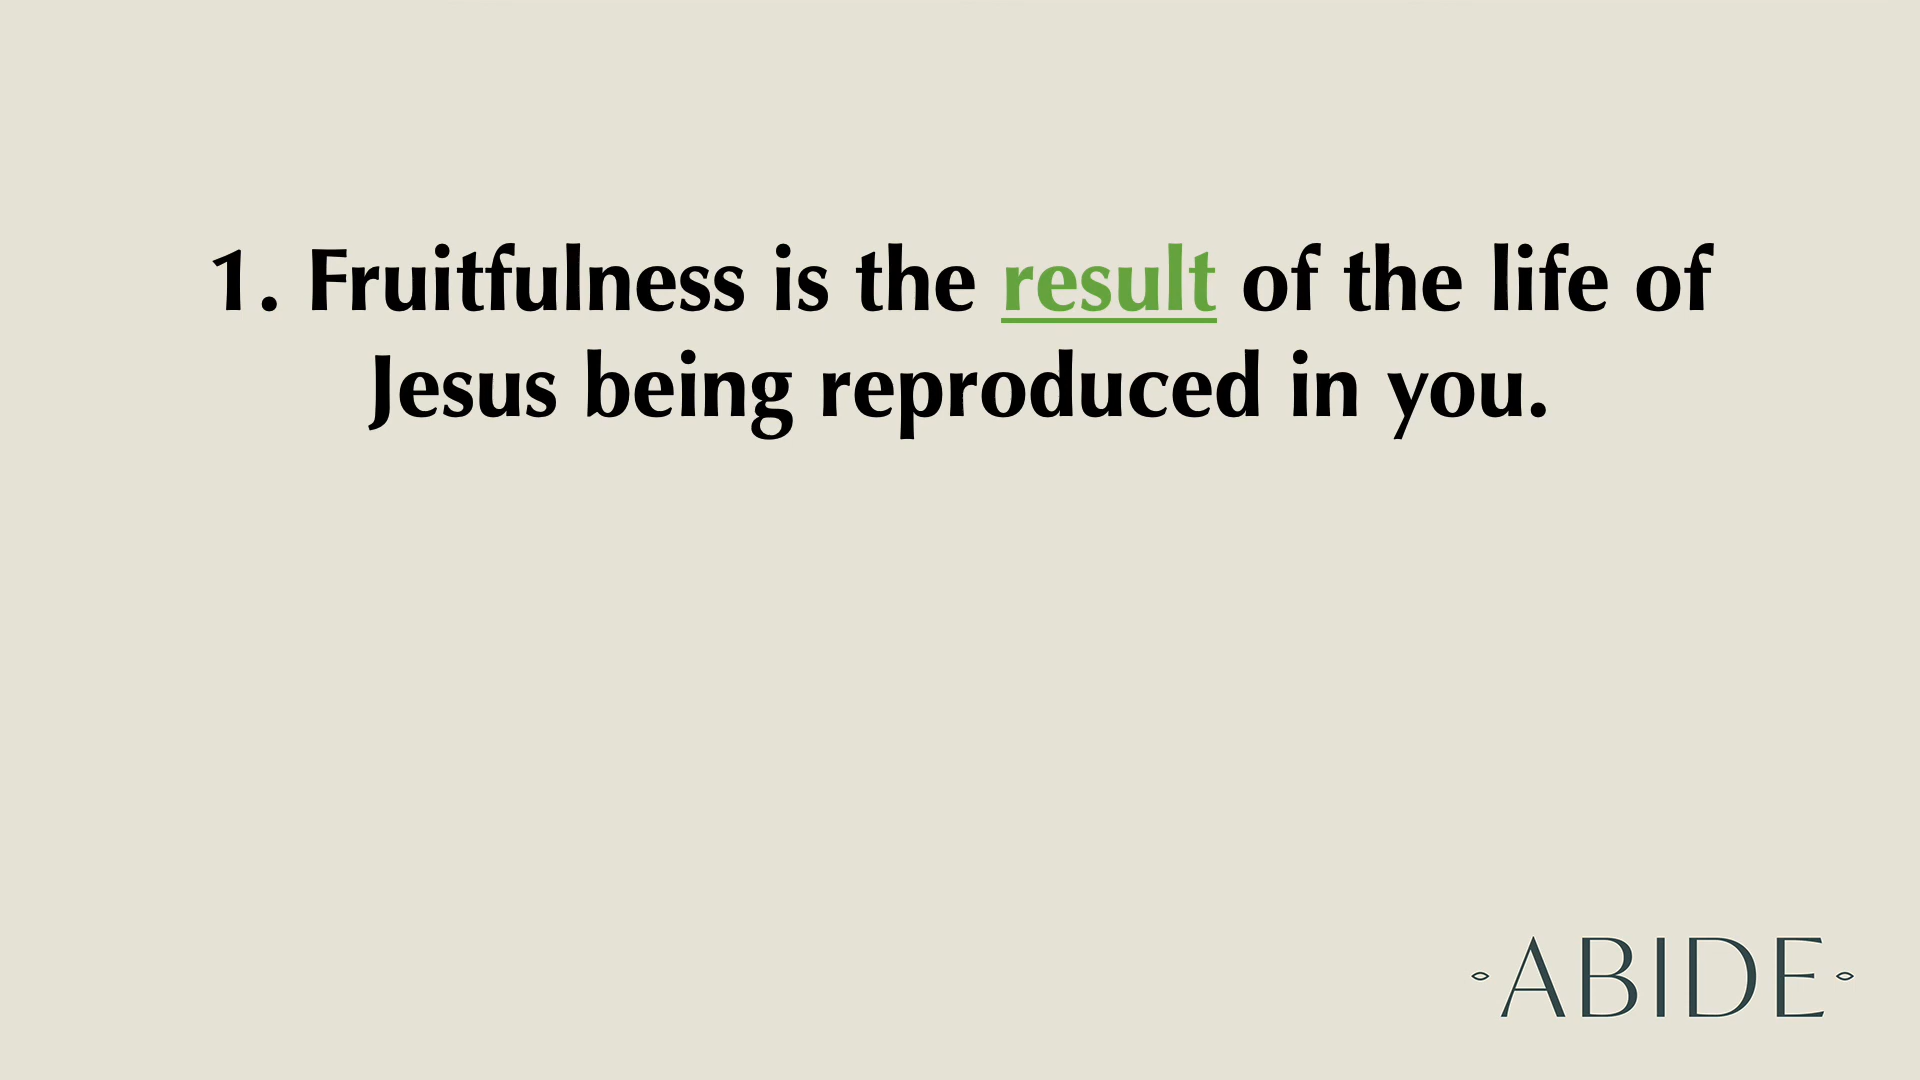 1. Fruitfulness is the result of the life of
Jesus being reproduced in you.
ABIDE